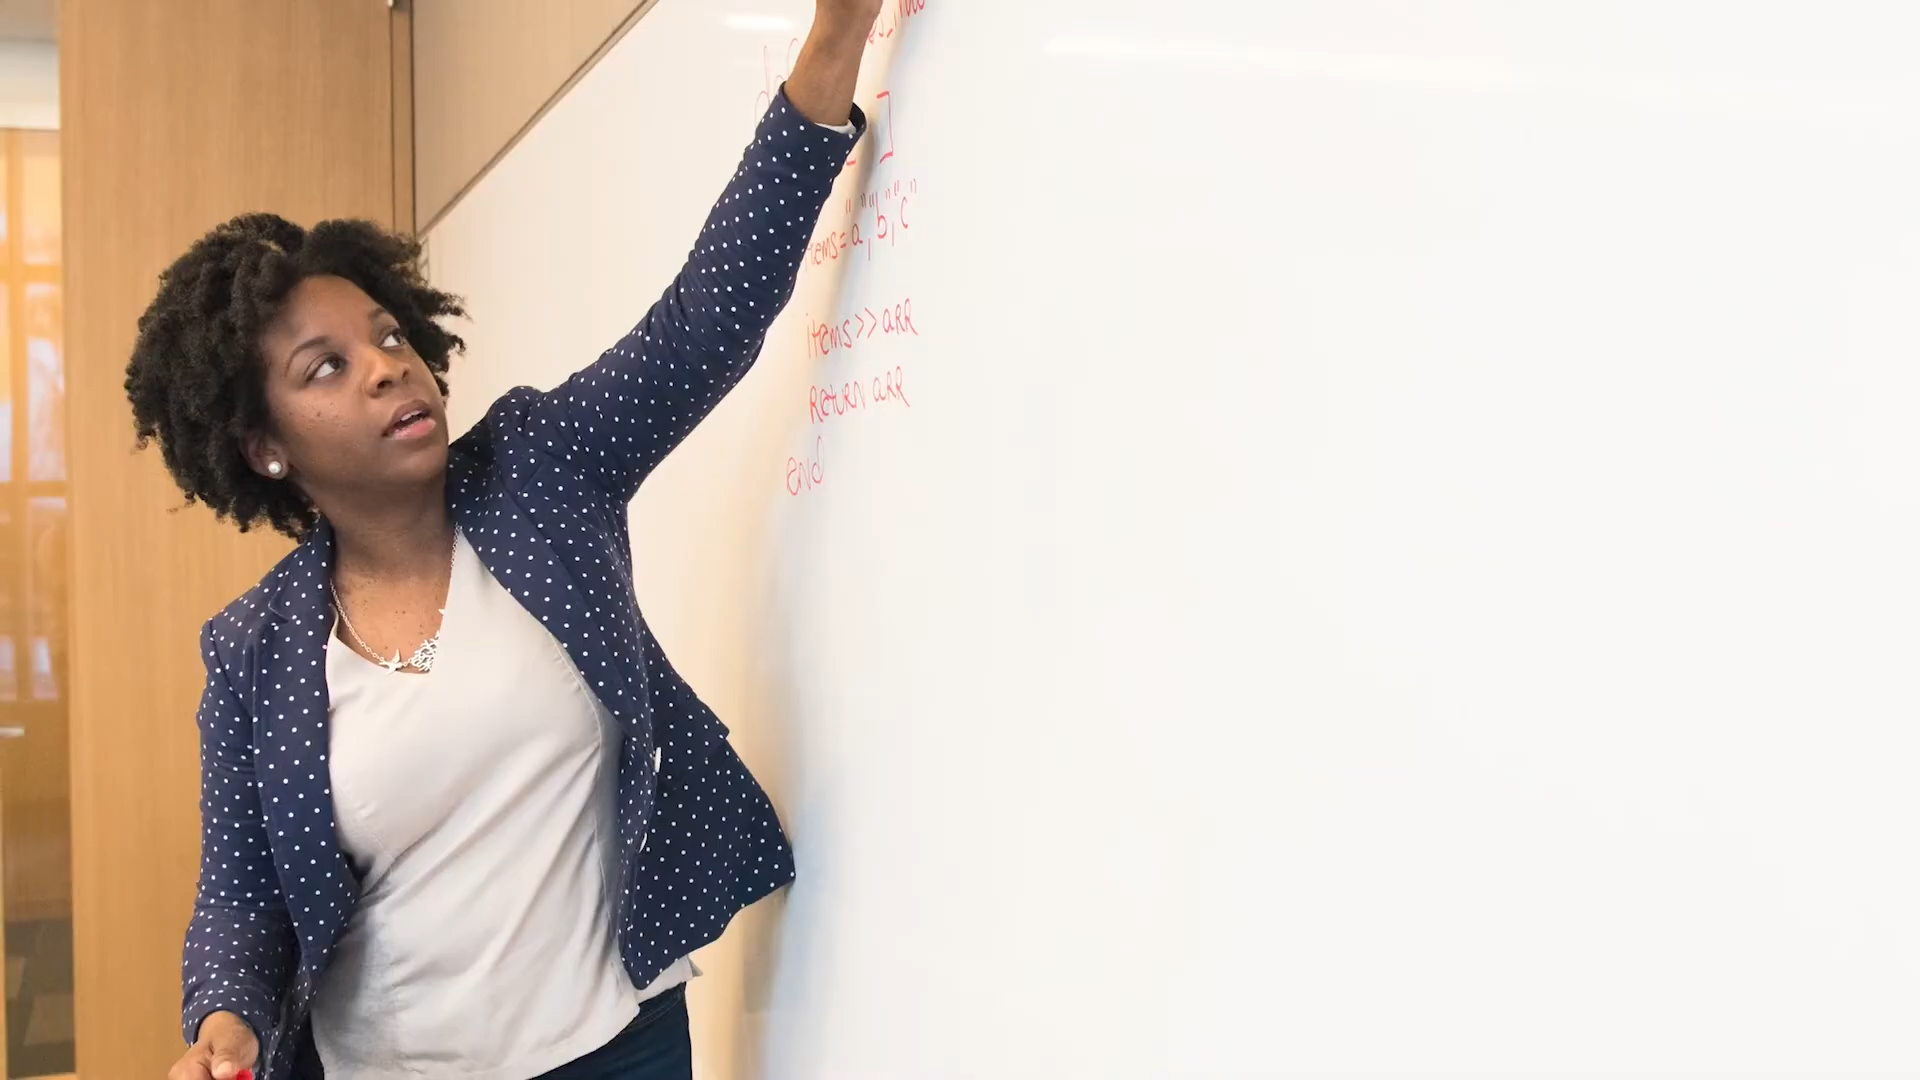 ]
items="a","b","c"
items>>aRR
RetuRN aRR
end